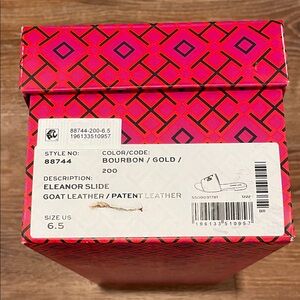 88744-200-6.5
196133510957
STYLE NO:
88744
COLOR/CODE:
BOURBON / GOLD /
200
DESCRIPTION:
ELEANOR SLIDE
GOAT LEATHER / PATENT LEATHER
SIZE US
6.5
196133510957